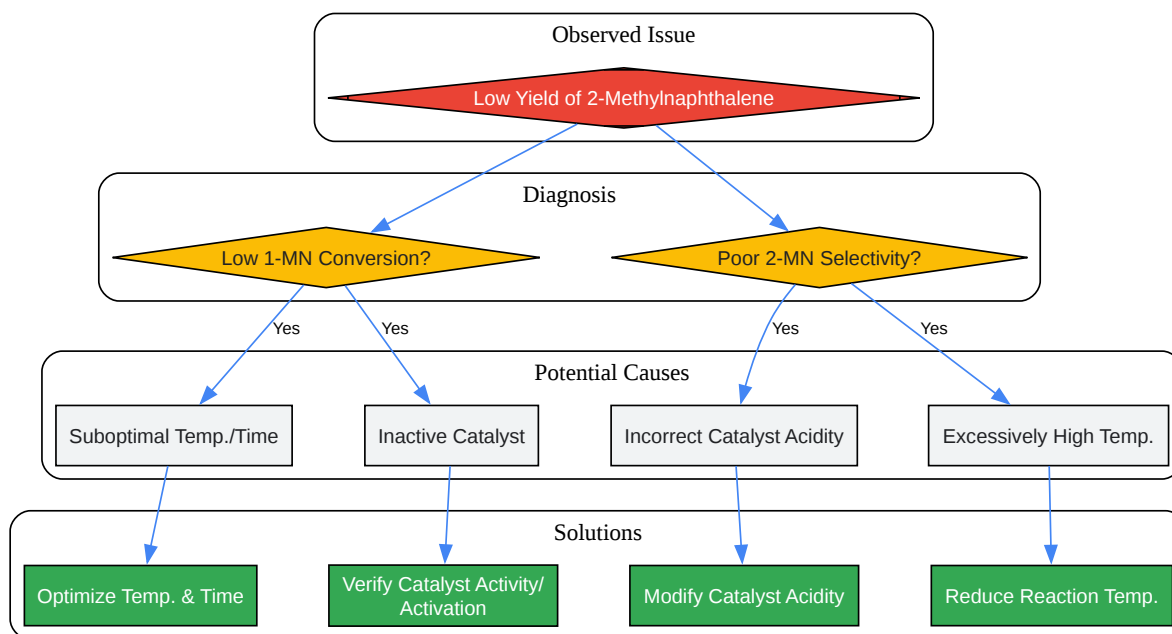 Observed Issue
Low Yield of 2-Methylnaphthalene
Diagnosis
Low 1-MN Conversion?
Poor 2-MN Selectivity?
Yes
Yes
Yes
Yes
Potential Causes
Suboptimal Temp./Time
Inactive Catalyst
Incorrect Catalyst Acidity
Excessively High Temp.
Solutions
Optimize Temp. & Time
Verify Catalyst Activity/
Activation
Modify Catalyst Acidity
Reduce Reaction Temp.